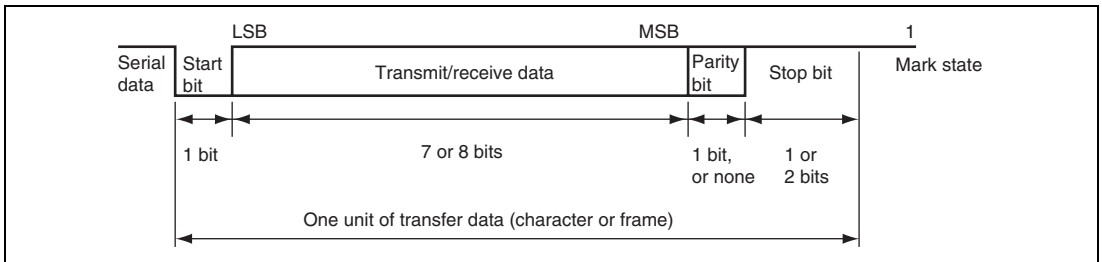 LSB
MSB
1
Serial
data
Start
bit
Transmit/receive data
Parity
bit
Stop bit
Mark state
1 bit
7 or 8 bits
1 bit,
or none
1 or
2 bits
One unit of transfer data (character or frame)